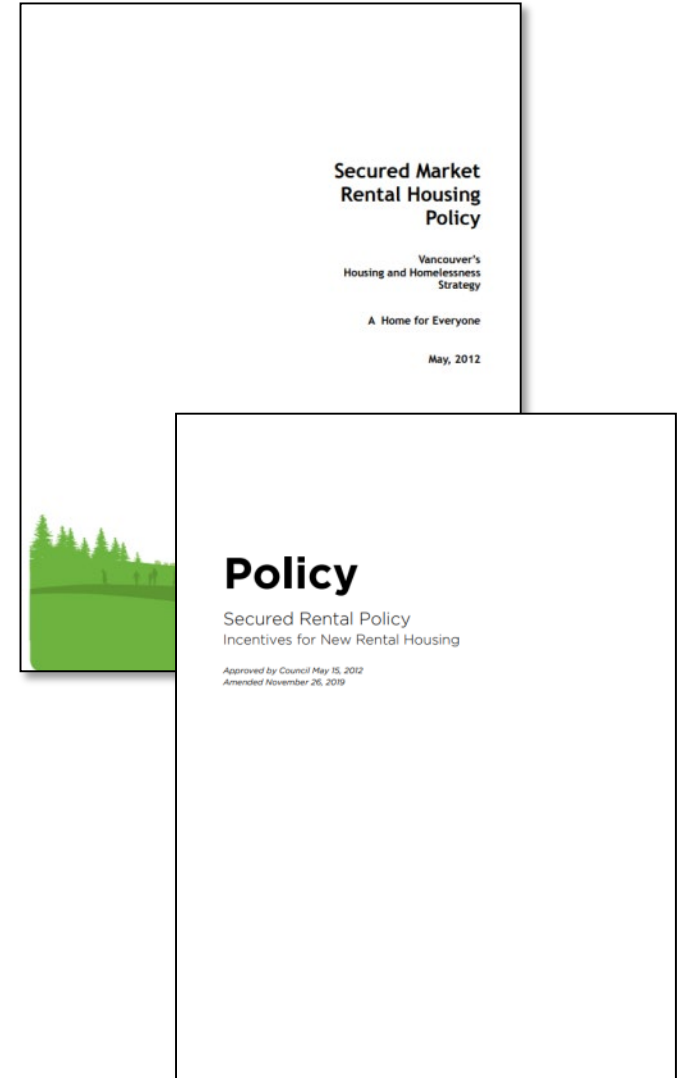 Secured Market
Rental Housing
Policy
Vancouver's
Housing and Homelessness
Strategy
A Home for Everyone
May, 2012
Policy
Secured Rental Policy
Incentives for New Rental Housing
Approved by Council May 15, 2012
Amended November 26, 2019